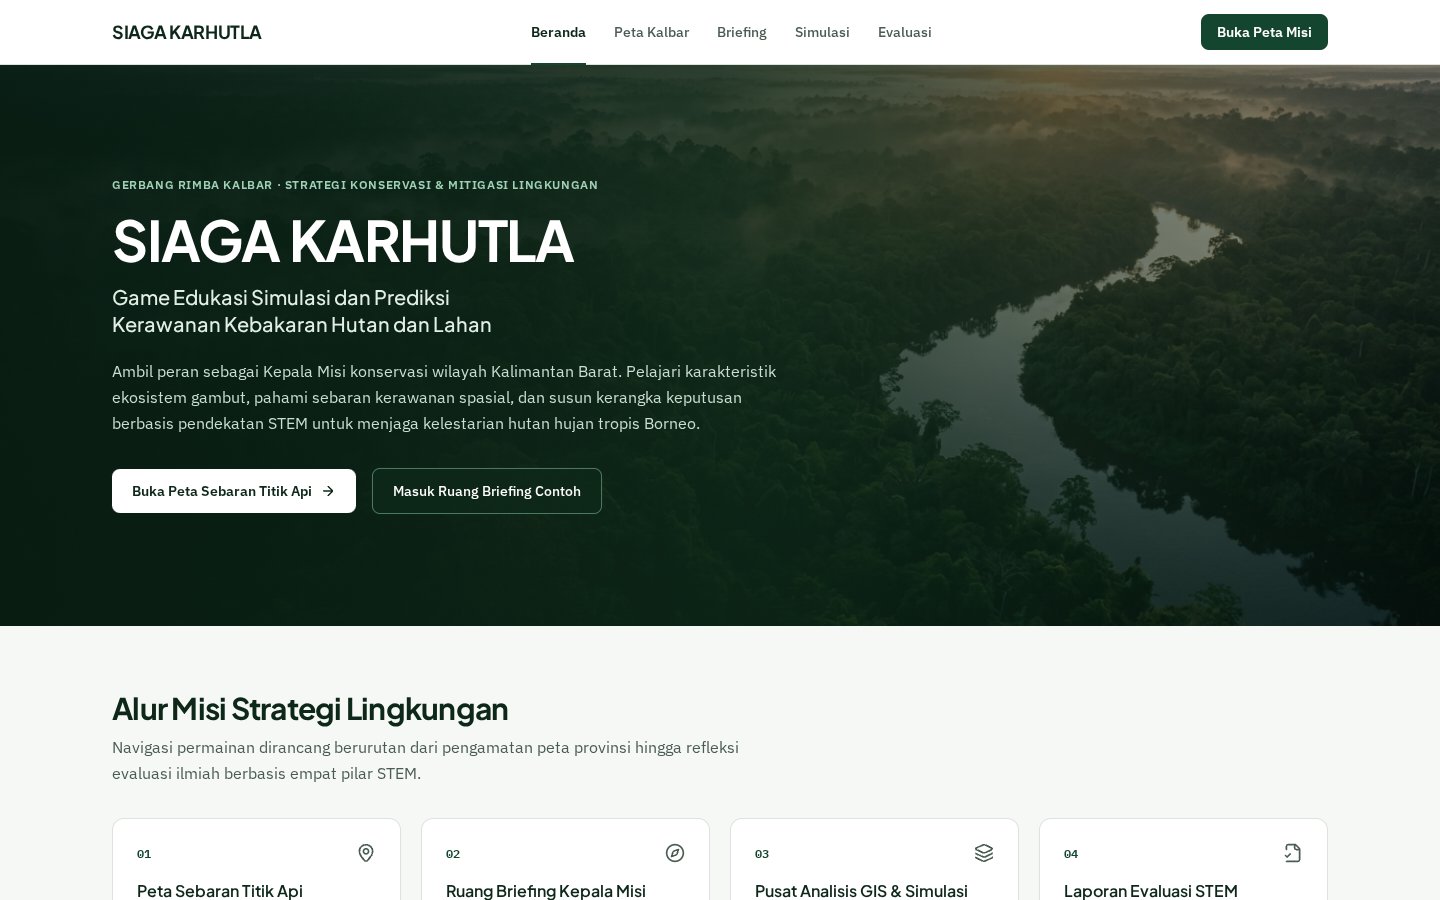 SIAGA KARHUTLA
Beranda
Peta Kalbar
Briefing
Simulasi
Evaluasi
Buka Peta Misi
GERBANG RIMBA KALBAR · STRATEGI KONSERVASI & MITIGASI LINGKUNGAN
SIAGA KARHUTLA
Game Edukasi Simulasi dan Prediksi
Kerawanan Kebakaran Hutan dan Lahan
Ambil peran sebagai Kepala Misi konservasi wilayah Kalimantan Barat. Pelajari karakteristik
ekosistem gambut, pahami sebaran kerawanan spasial, dan susun kerangka keputusan
berbasis pendekatan STEM untuk menjaga kelestarian hutan hujan tropis Borneo.
Buka Peta Sebaran Titik Api →
Masuk Ruang Briefing Contoh
Alur Misi Strategi Lingkungan
Navigasi permainan dirancang berurutan dari pengamatan peta provinsi hingga refleksi
evaluasi ilmiah berbasis empat pilar STEM.
01
Peta Sebaran Titik Api
02
Ruang Briefing Kepala Misi
03
Pusat Analisis GIS & Simulasi
04
Laporan Evaluasi STEM